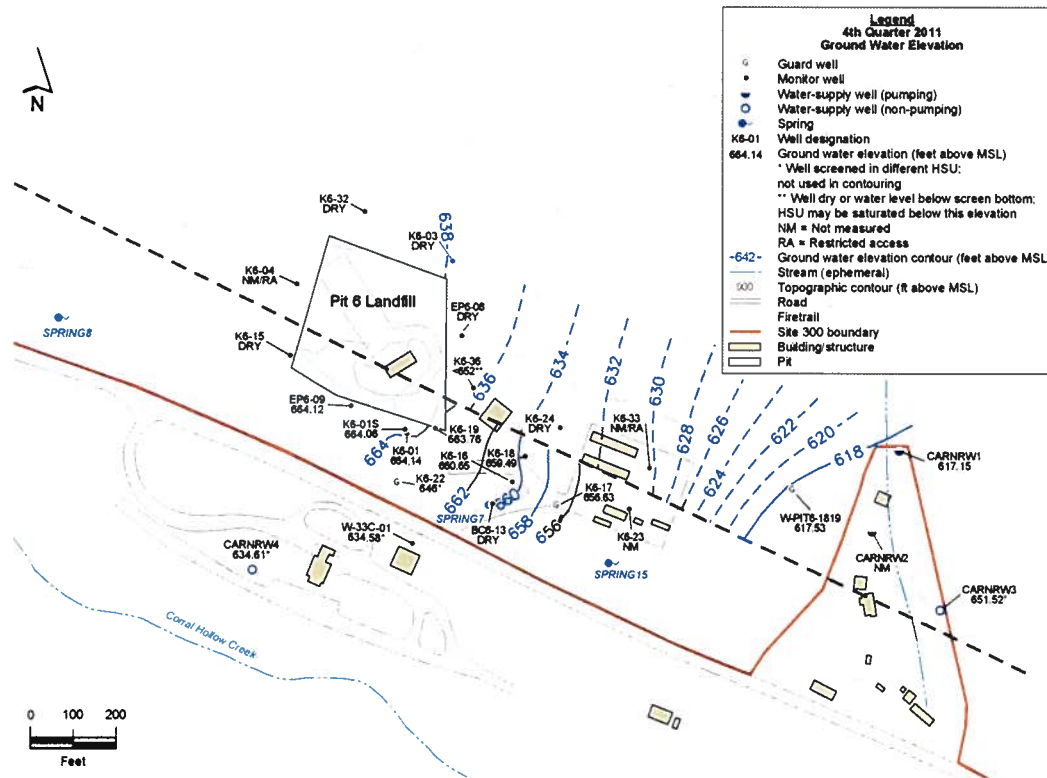 Legend
4th Quarter 2011
Ground Water Elevation
Guard well
Monitor well
Water-supply well (pumping)
Water-supply well (non-pumping)
Spring
K6-01 Well designation
664.14 Ground water elevation (feet above MSL)
* Well screened in different HSU:
not used in contouring
** Well dry or water level below screen bottom:
HSU may be saturated below this elevation
NM = Not measured
RA = Restricted access
-642- Ground water elevation contour (feet above MSL)
Stream (ephemeral)
900 Topographic contour (ft above MSL)
Road
Firetrail
Site 300 boundary
Building/structure
Pit
N
K6-32
DRY
638
K6-03
DRY
K6-04
NM/RA
Pit 6 Landfill
EP6-08
DRY
SPRING8
K6-15
DRY
K6-36
<652**
636
634
632
630
628
626
624
622
620
618
EP6-09
664.12
K6-01S
664.06
664
K6-01
664.14
K6-19
663.76
K6-16
660.65
K6-18
659.49
K6-24
DRY
K6-33
NM/RA
G K6-22
646*
662
660
658
656
SPRING7
BC6-13
DRY
K6-17
656.63
G
K6-23
NM
SPRING15
W-33C-01
634.58*
CARNRW4
634.61*
G
W-PIT6-1819
617.53
CARNRW1
617.15
CARNRW2
NM
CARNRW3
651.52*
Corral Hollow Creek
0 100 200
Feet